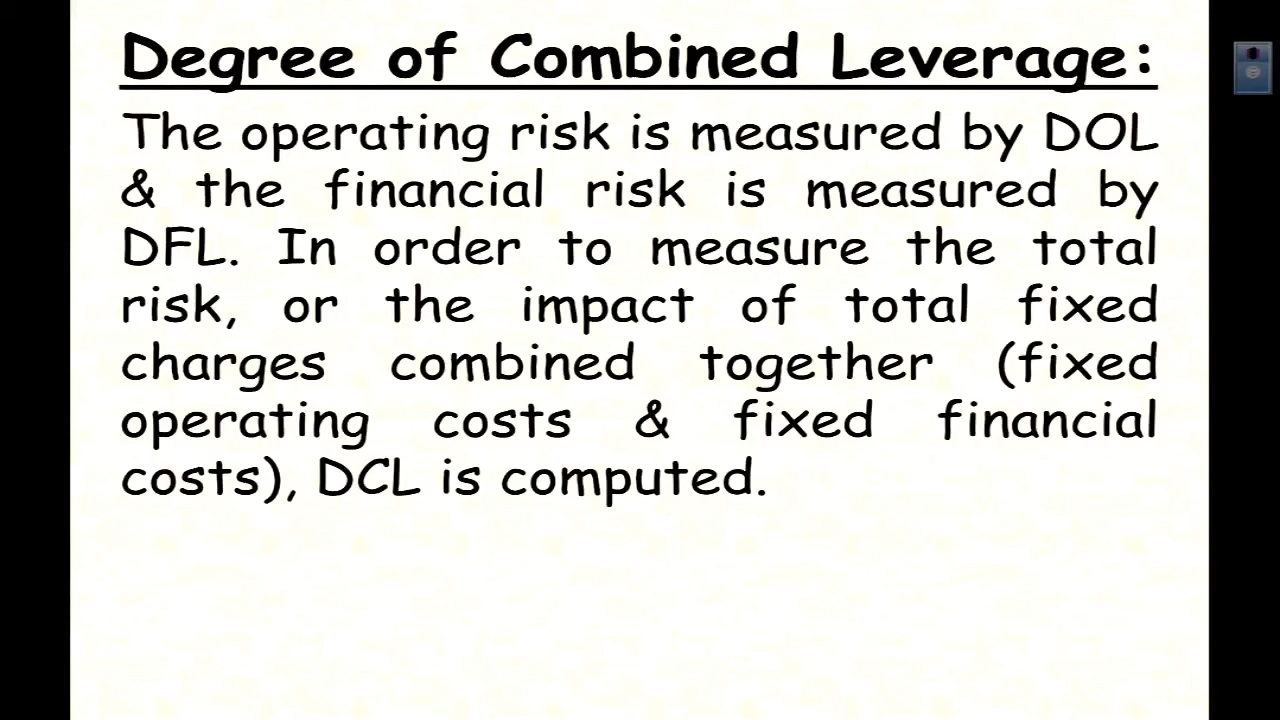 Degree of Combined Leverage:
The operating risk is measured by DOL
& the financial risk is measured by
DFL. In order to measure the total
risk, or the impact of total fixed
charges combined together (fixed
operating costs & fixed financial
costs), DCL is computed.